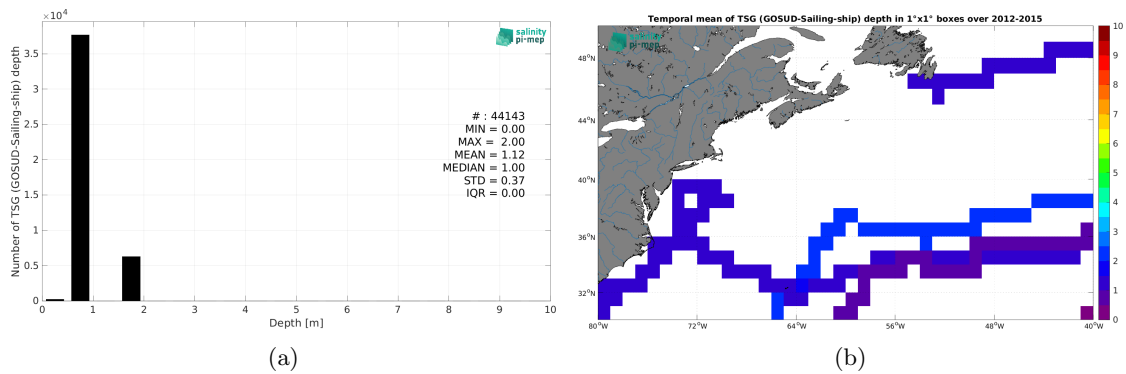 ×10⁴
3.5
3
2.5
2
1.5
1
0.5
0
0 1 2 3 4 5 6 7 8 9 10
Number of TSG (GOSUD-Sailing-ship) depth
Depth [m]
salinity
pi-mep
# : 44143
MIN = 0.00
MAX = 2.00
MEAN = 1.12
MEDIAN = 1.00
STD = 0.37
IQR = 0.00
(a)
Temporal mean of TSG (GOSUD-Sailing-ship) depth in 1°x1° boxes over 2012-2015
salinity
pi-mep
48°N
44°N
40°N
36°N
32°N
80°W 72°W 64°W 56°W 48°W 40°W
10
9
8
7
6
5
4
3
2
1
0
(b)